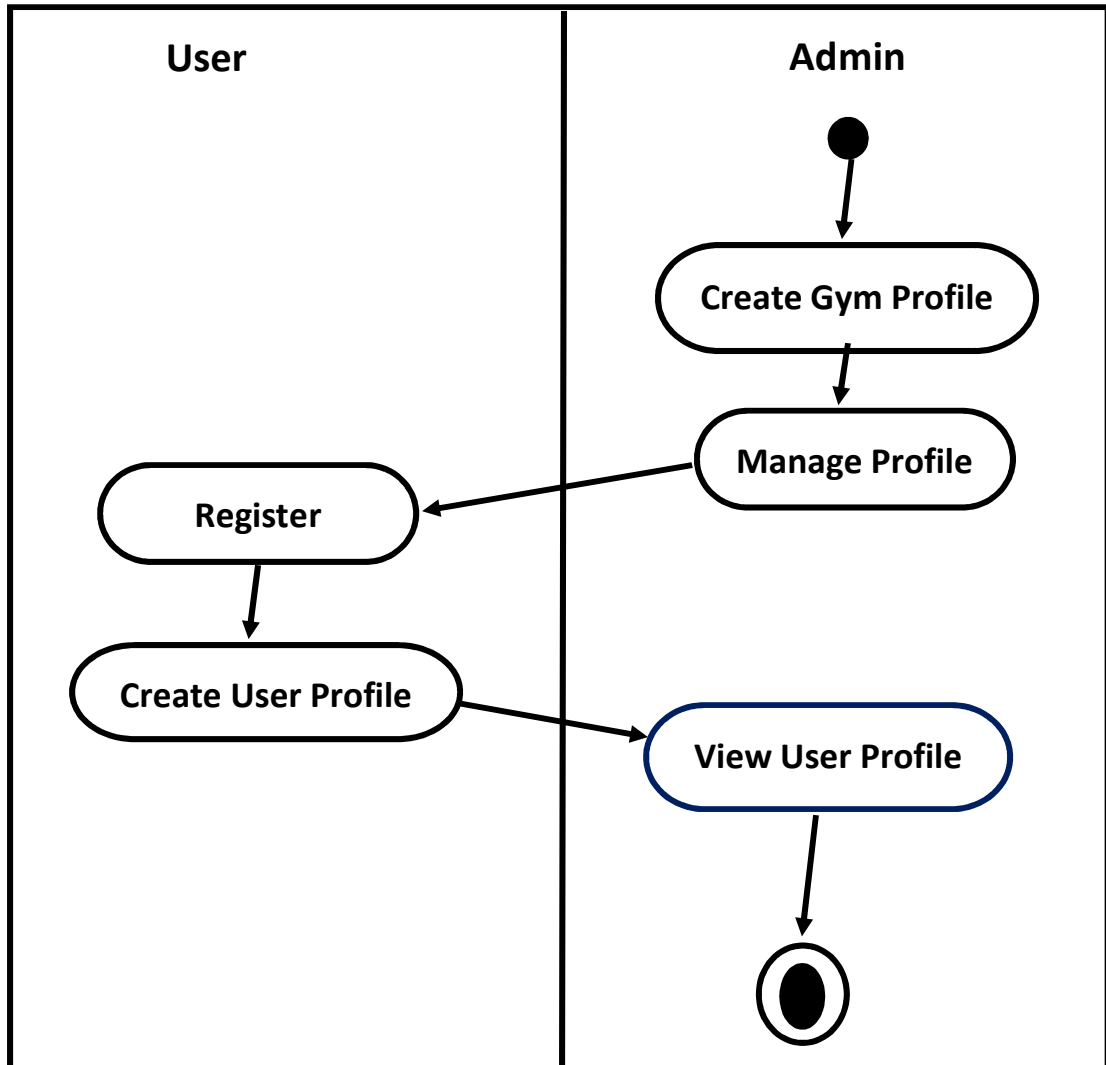 User
Admin
Create Gym Profile
Manage Profile
Register
Create User Profile
View User Profile